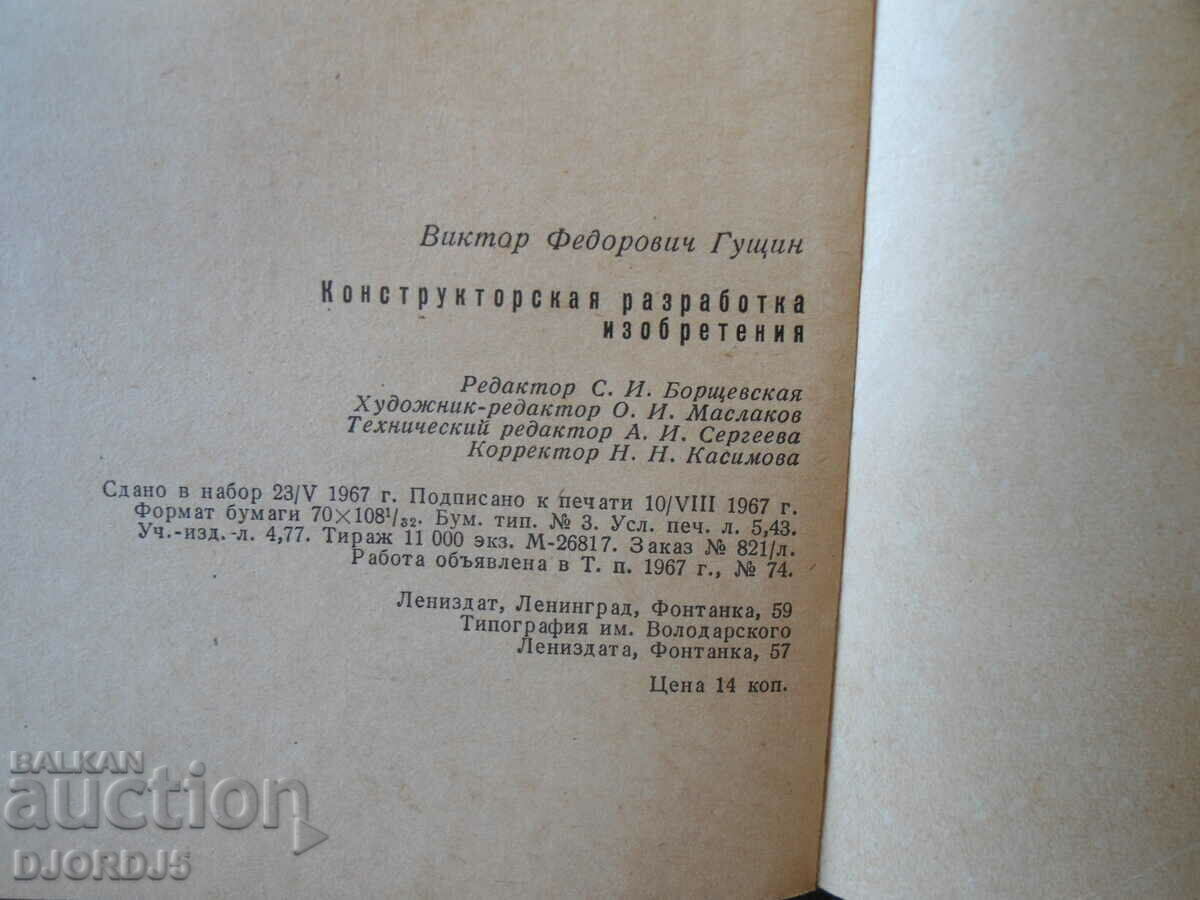 Виктор Федорович Гущин
Конструкторская разработка
изобретения
Редактор С. И. Борщевская
Художник-редактор О. И. Маслаков
Технический редактор А. И. Сергеева
Корректор Н. Н. Касимова
Сдано в набор 23/V 1967 г. Подписано к печати 10/VIII 1967 г.
Формат бумаги 70×108¹/₃₂. Бум. тип. № 3. Усл. печ. л. 5,43.
Уч.-изд. л. 4,77. Тираж 11 000 экз. М-26817. Заказ № 821/л.
Работа объявлена в Т. п. 1967 г., № 74.
Лениздат, Ленинград, Фонтанка, 59
Типография им. Володарского
Лениздата, Фонтанка, 57
Цена 14 коп.
BALKAN
auction
DJORDJ5